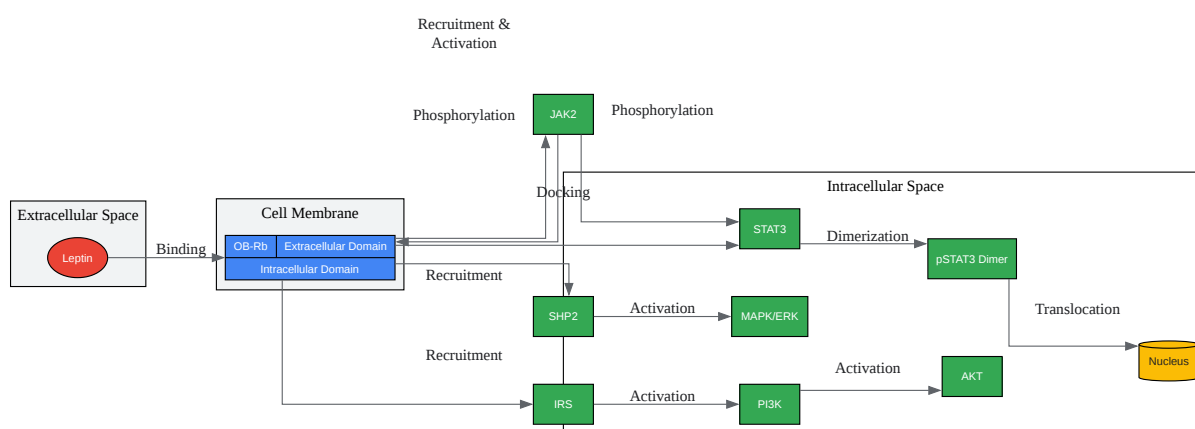 Recruitment &
Activation
Phosphorylation
JAK2
Phosphorylation
Docking
Intracellular Space
Extracellular Space
Cell Membrane
Leptin
Binding
OB-Rb
Extracellular Domain
Intracellular Domain
STAT3
Dimerization
pSTAT3 Dimer
Recruitment
SHP2
Activation
MAPK/ERK
Translocation
Nucleus
Recruitment
IRS
Activation
PI3K
Activation
AKT